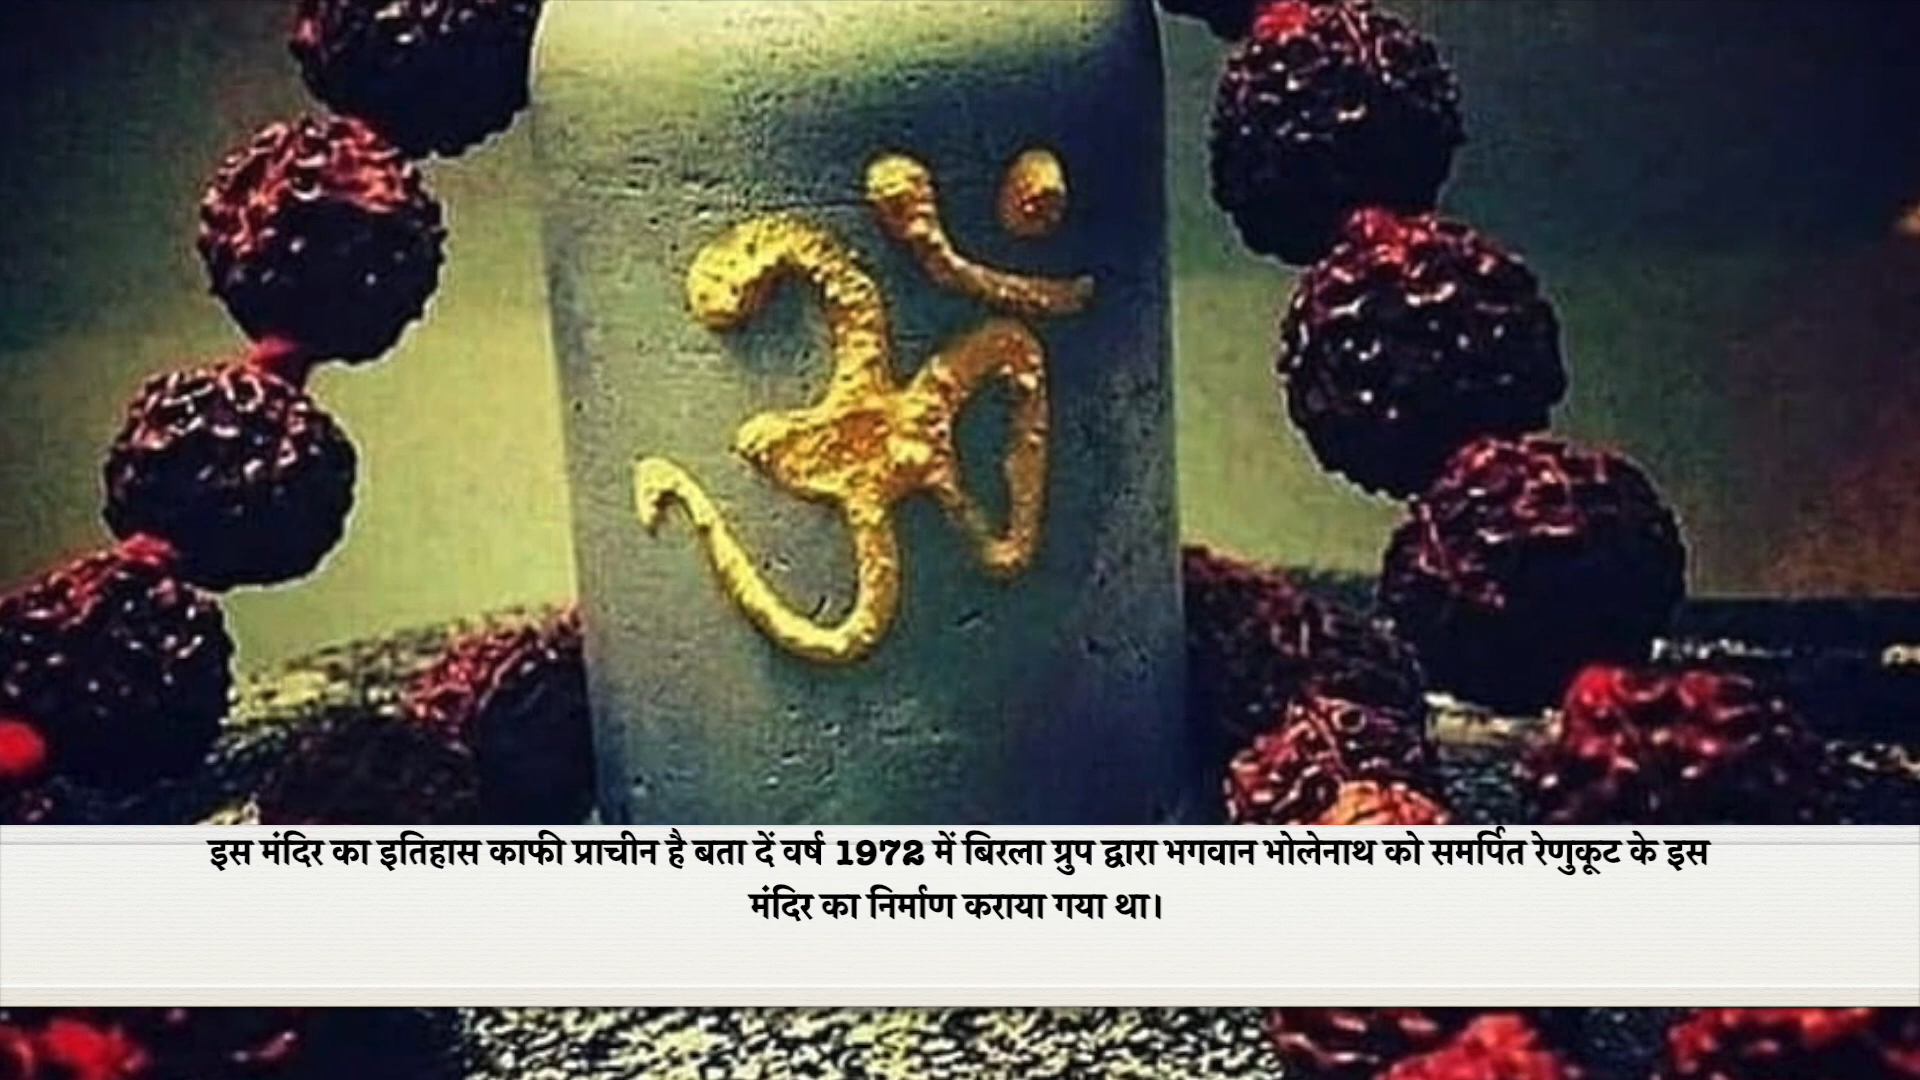 ॐ
इस मंदिर का इतिहास काफी प्राचीन है बता दें वर्ष 1972 में बिरला ग्रुप द्वारा भगवान भोलेनाथ को समर्पित रेणुकूट के इस
मंदिर का निर्माण कराया गया था।